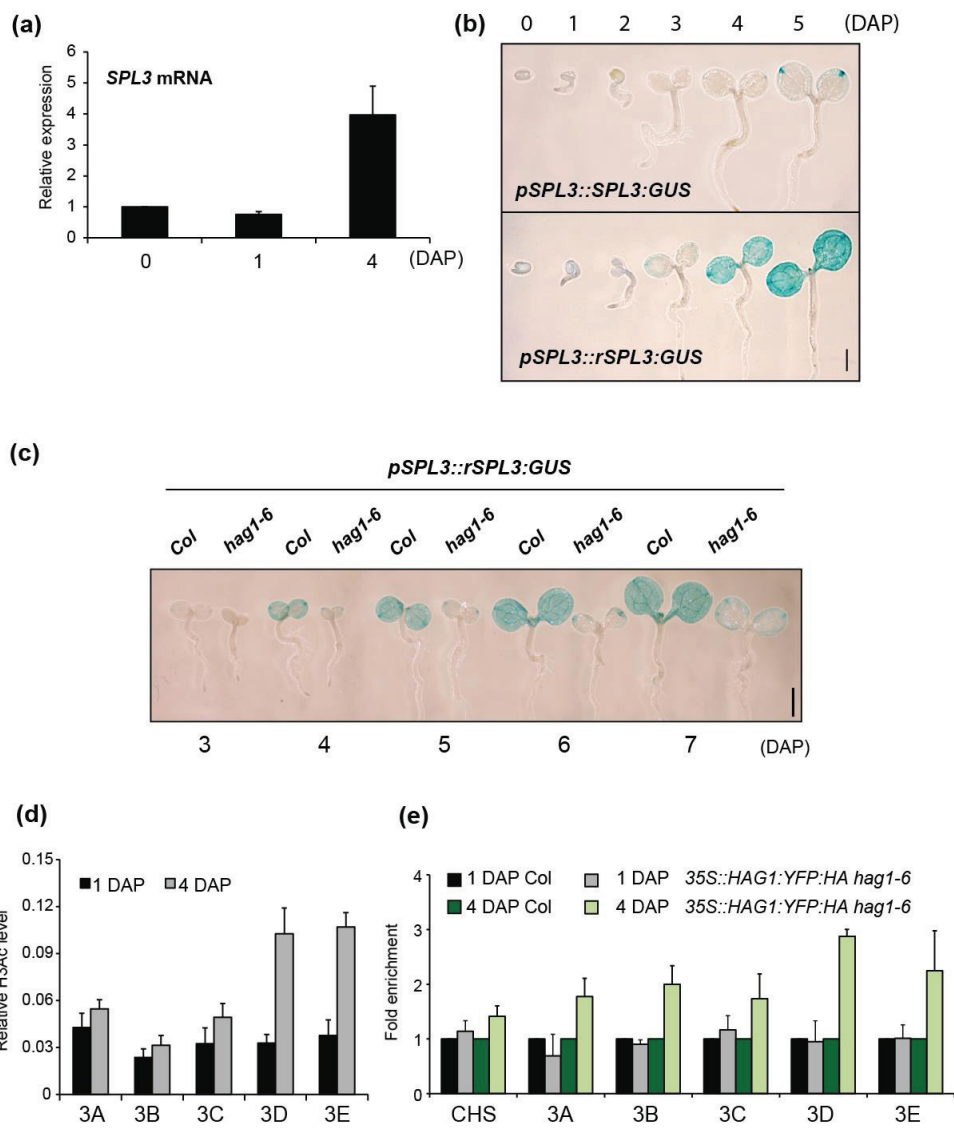 (a)
6
5
4
3
2
1
0
Relative expression
SPL3 mRNA
0 1 4 (DAP)
(b)
0 1 2 3 4 5 (DAP)
pSPL3::SPL3:GUS
pSPL3::rSPL3:GUS
(c)
pSPL3::rSPL3:GUS
Col hag1-6 Col hag1-6 Col hag1-6 Col hag1-6 Col hag1-6
3 4 5 6 7 (DAP)
(d)
0.15
0.12
0.09
0.06
0.03
0
Relative H3Ac level
1 DAP 4 DAP
3A 3B 3C 3D 3E
(e)
4
3
2
1
0
Fold enrichment
1 DAP Col 1 DAP 35S::HAG1:YFP:HA hag1-6
4 DAP Col 4 DAP 35S::HAG1:YFP:HA hag1-6
CHS 3A 3B 3C 3D 3E